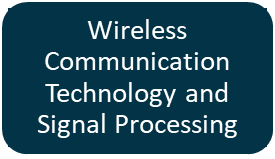 Wireless
Communication
Technology and
Signal Processing